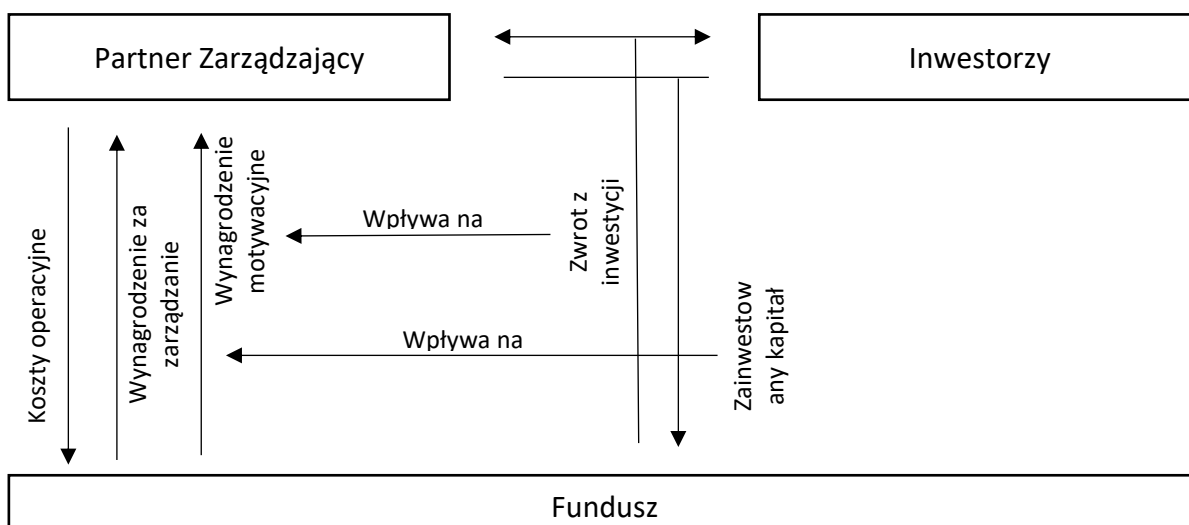 Partner Zarządzający
Inwestorzy
Koszty operacyjne
Wynagrodzenie za
zarządzanie
Wynagrodzenie
motywacyjne
Wpływa na
Zwrot z
inwestycji
Wpływa na
Zainwestow
any kapitał
Fundusz